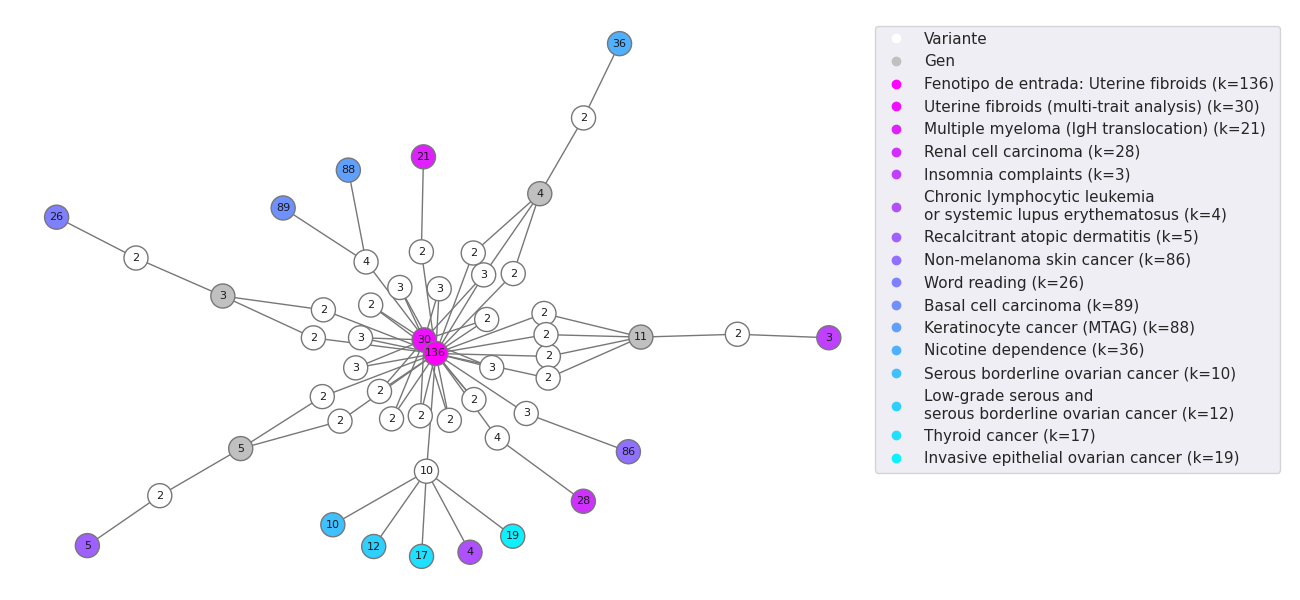 36
2
21
88
4
89
26
2
2
2
3
2
4
3
3
2
3
2
2
2
2
3
30
2
11
2
3
136
2
3
3
2
2
2
2
3
2
2
2
2
4
5
86
10
2
28
10
19
12
5
4
17
Variante
Gen
Fenotipo de entrada: Uterine fibroids (k=136)
Uterine fibroids (multi-trait analysis) (k=30)
Multiple myeloma (IgH translocation) (k=21)
Renal cell carcinoma (k=28)
Insomnia complaints (k=3)
Chronic lymphocytic leukemia
or systemic lupus erythematosus (k=4)
Recalcitrant atopic dermatitis (k=5)
Non-melanoma skin cancer (k=86)
Word reading (k=26)
Basal cell carcinoma (k=89)
Keratinocyte cancer (MTAG) (k=88)
Nicotine dependence (k=36)
Serous borderline ovarian cancer (k=10)
Low-grade serous and
serous borderline ovarian cancer (k=12)
Thyroid cancer (k=17)
Invasive epithelial ovarian cancer (k=19)